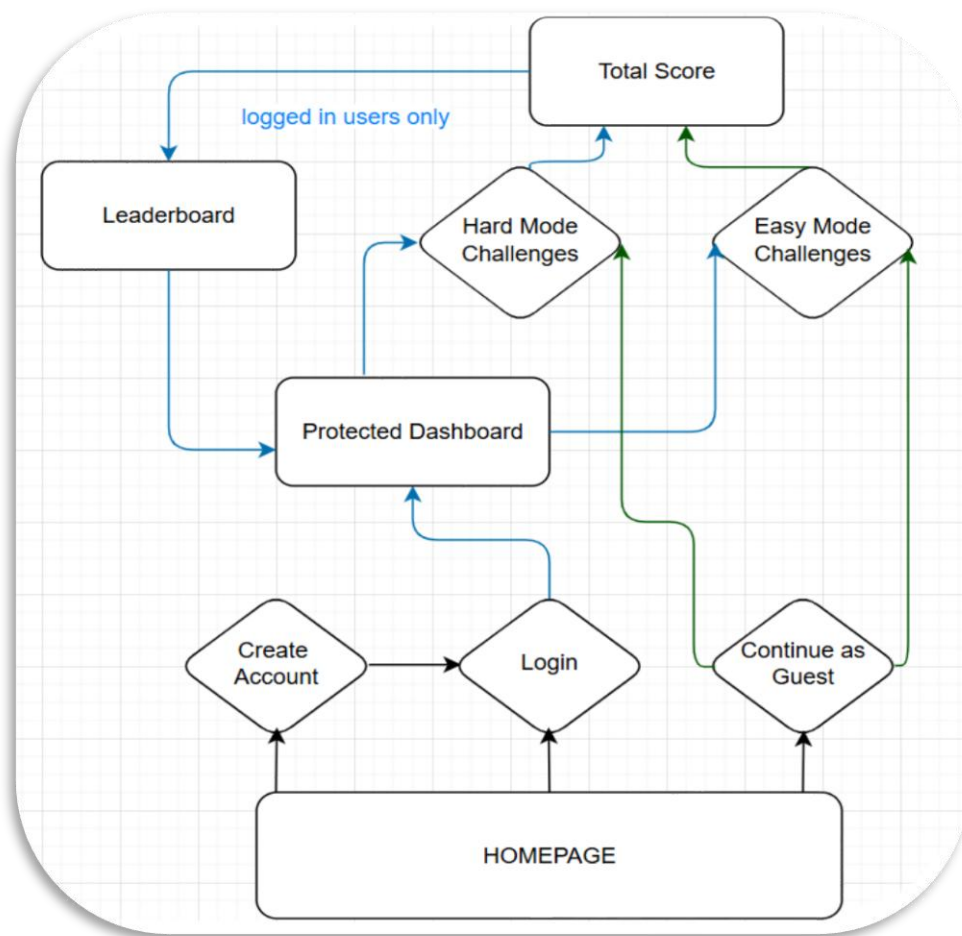 Total Score
logged in users only
Leaderboard
Hard Mode
Challenges
Easy Mode
Challenges
Protected Dashboard
Create
Account
Login
Continue as
Guest
HOMEPAGE